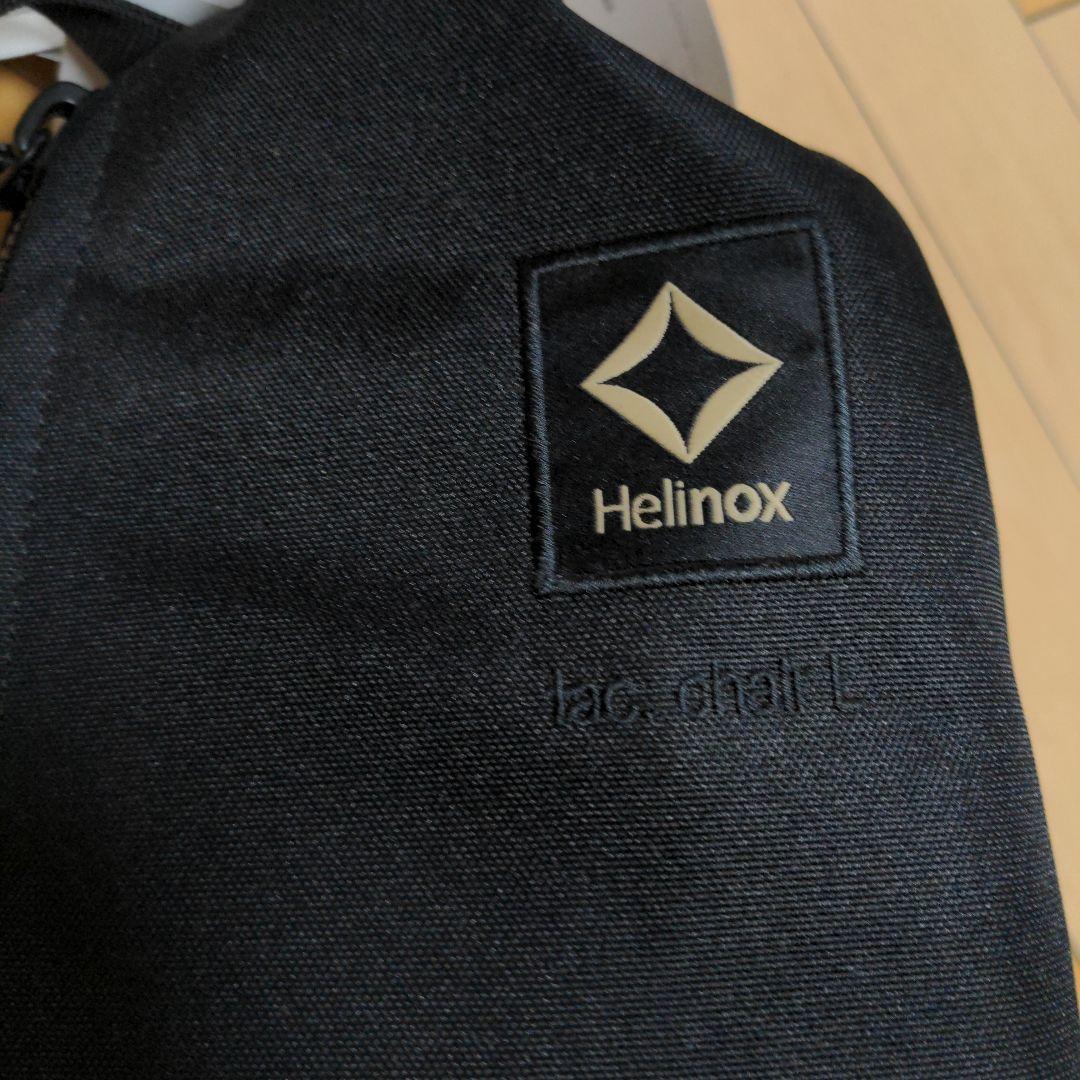 Helinox
tac. chair L